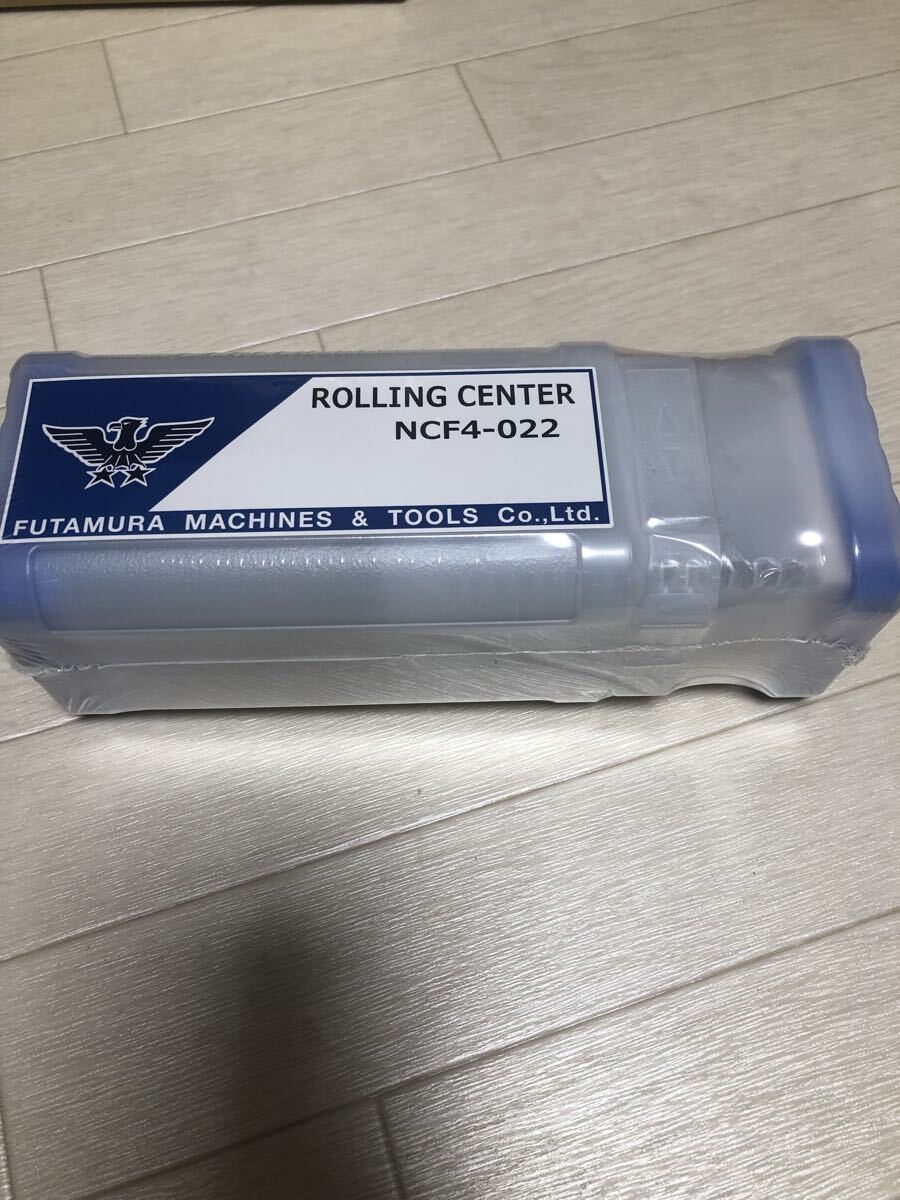 ROLLING CENTER
NCF4-022
FUTAMURA MACHINES & TOOLS Co.,Ltd.